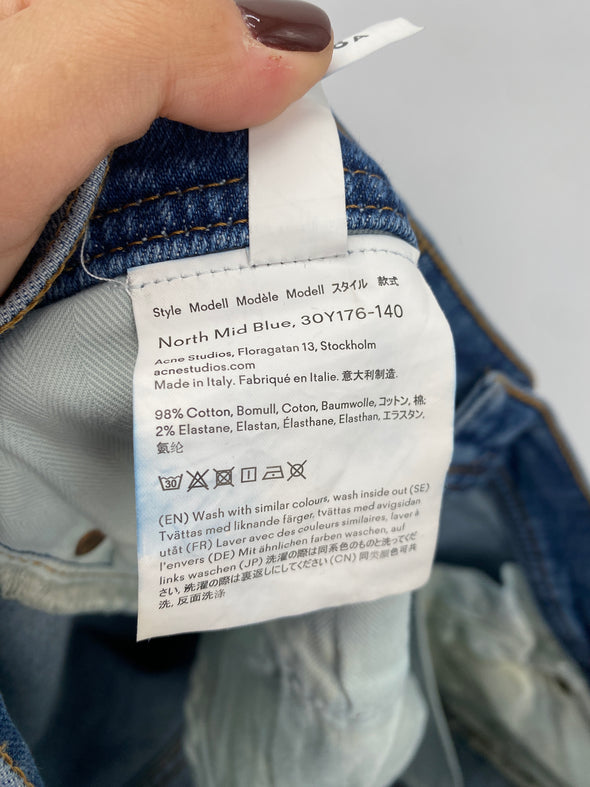 OA
Style Modell Modèle Modell スタイル 款式
North Mid Blue, 30Y176-140
Acne Studios, Floragatan 13, Stockholm
acnestudios.com
Made in Italy. Fabriqué en Italie. 意大利制造.
98% Cotton, Bomull, Coton, Baumwolle, コットン, 棉;
2% Elastane, Elastan, Élasthane, Elasthan, エラスタン,
氨纶
30
(EN) Wash with similar colours, wash inside out (SE)
Tvättas med liknande färger, tvättas med avigsidan
utåt (FR) Laver avec des couleurs similaires, laver à
l'envers (DE) Mit ähnlichen farben waschen, auf
links waschen (JP) 洗濯の際は同系色のものと洗ってくだ
さい, 洗濯の際は裏返しにしてください (CN) 同类颜色可共
洗, 反面洗涤